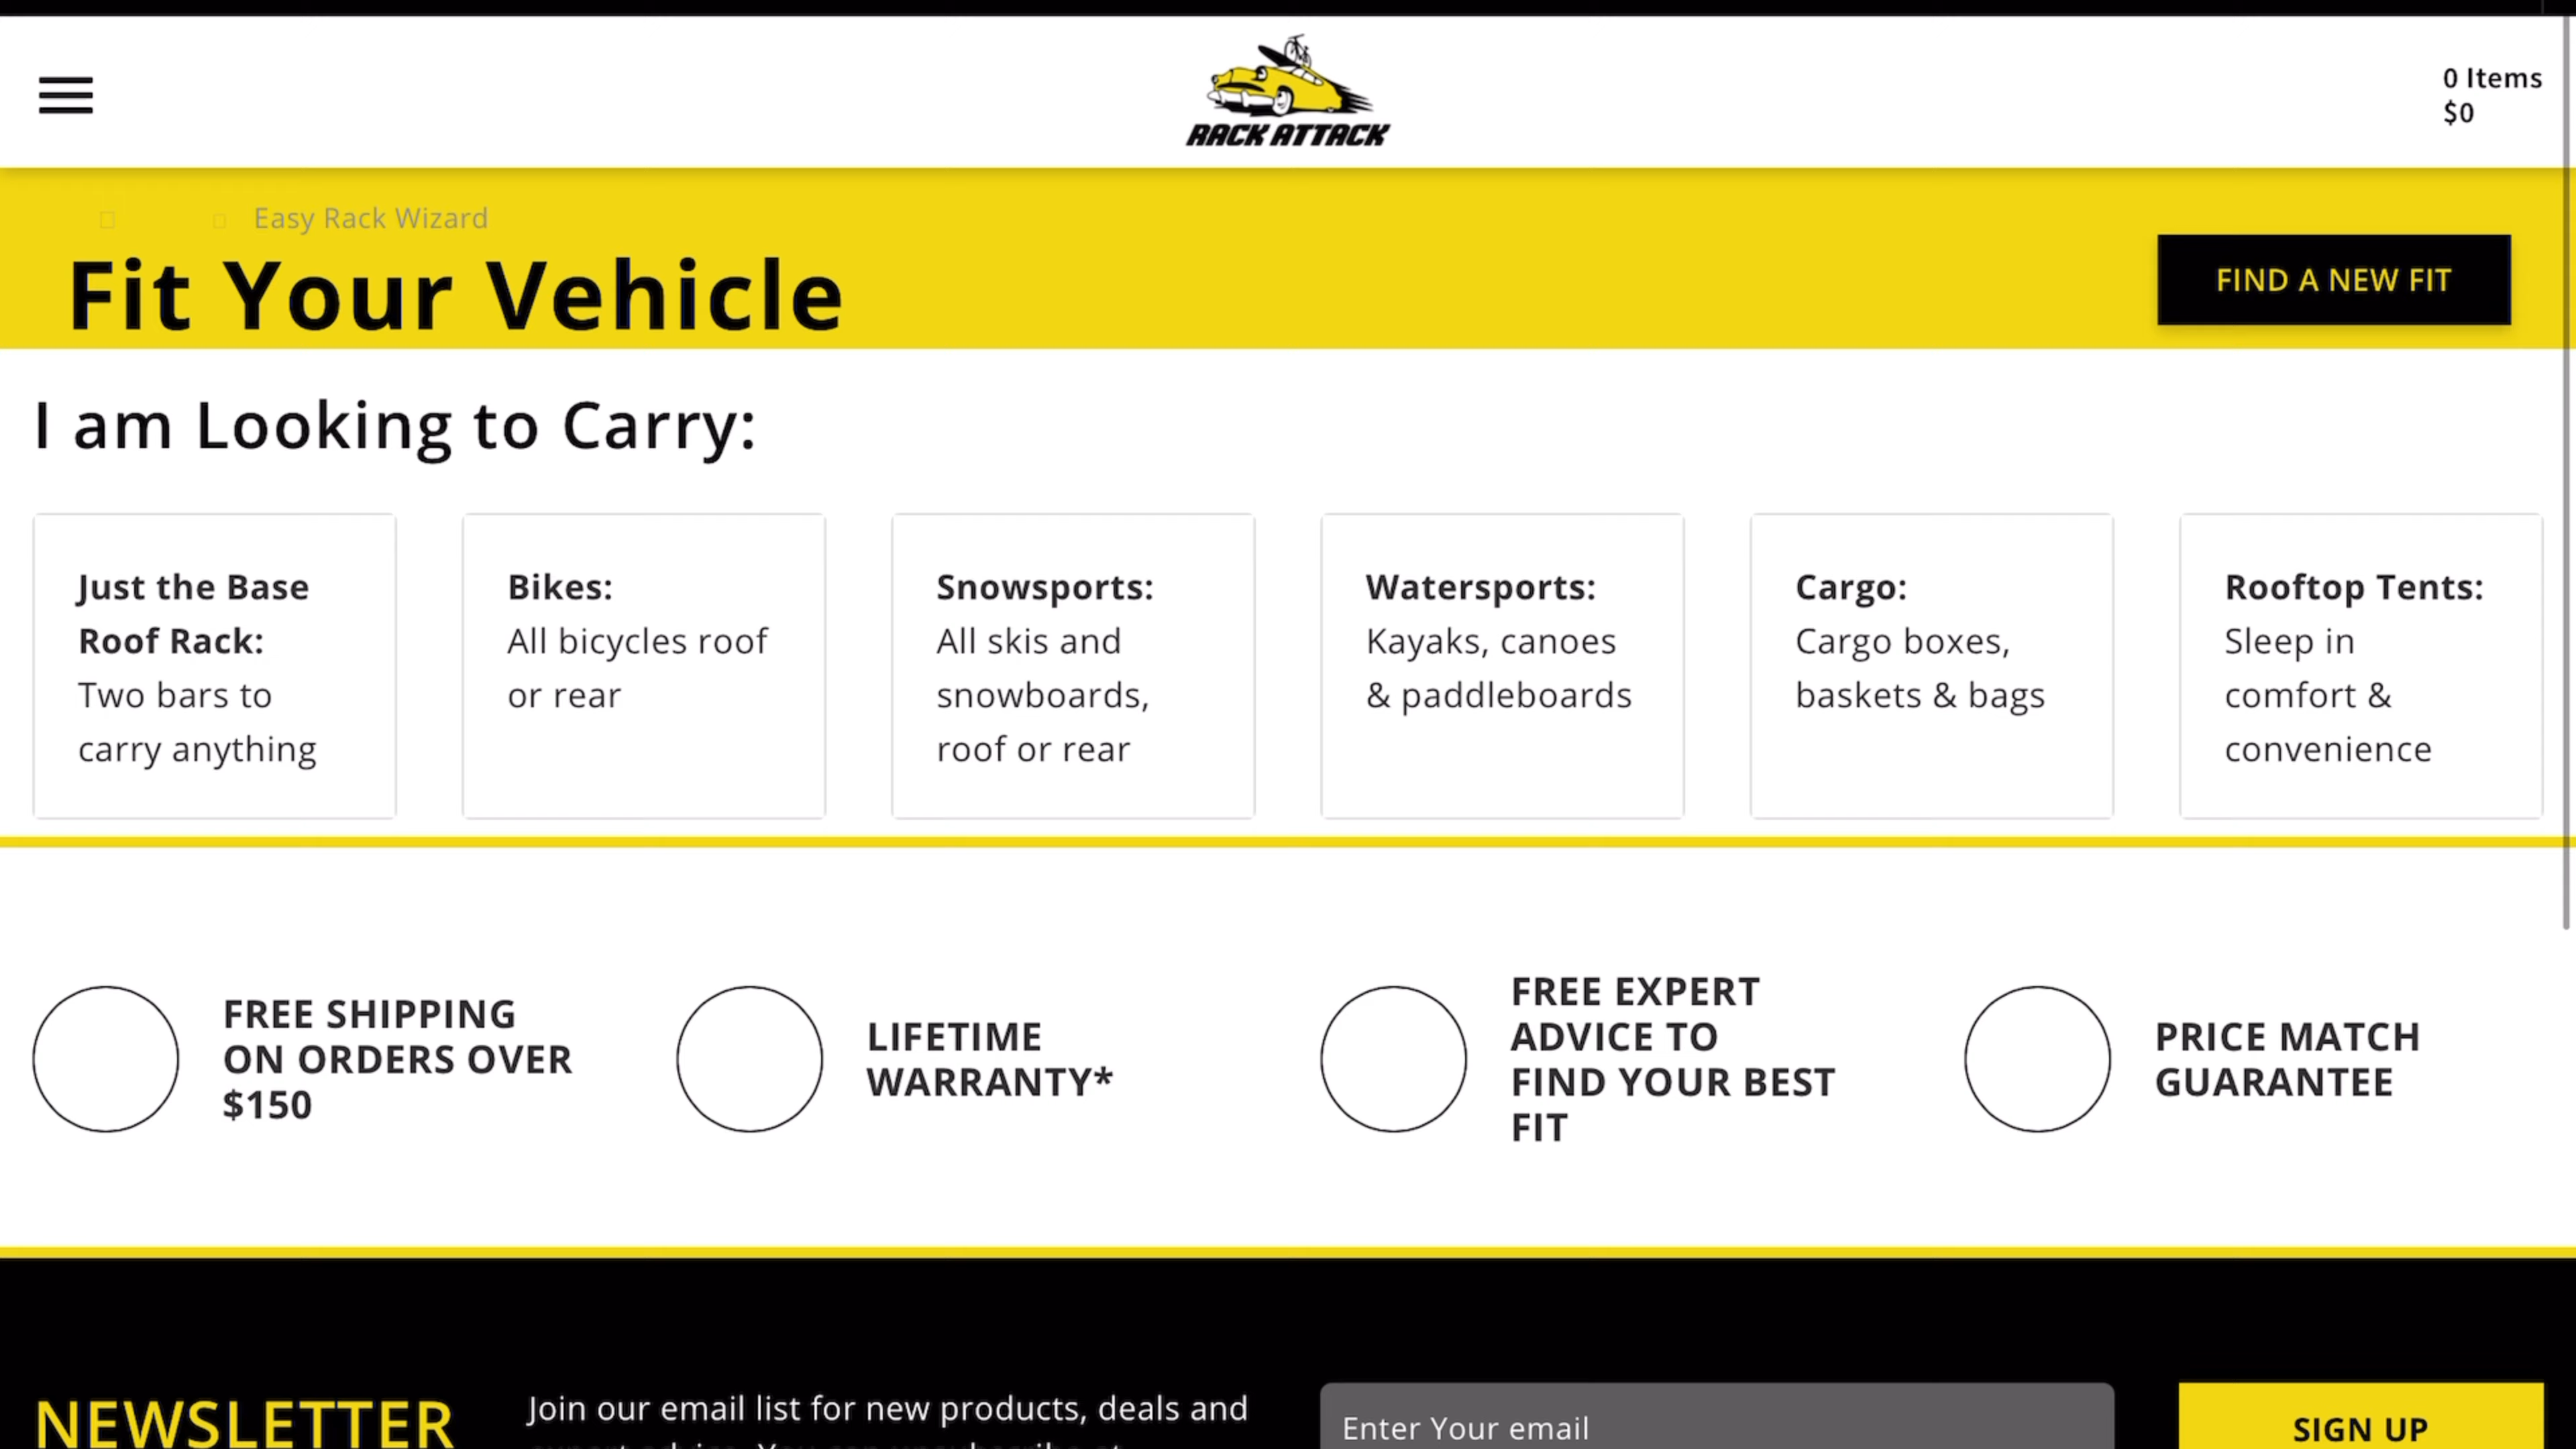 RACK ATTACK
0 Items
$0
Easy Rack Wizard
Fit Your Vehicle
FIND A NEW FIT
I am Looking to Carry:
Just the Base
Roof Rack:
Two bars to
carry anything
Bikes:
All bicycles roof
or rear
Snowsports:
All skis and
snowboards,
roof or rear
Watersports:
Kayaks, canoes
& paddleboards
Cargo:
Cargo boxes,
baskets & bags
Rooftop Tents:
Sleep in
comfort &
convenience
FREE SHIPPING
ON ORDERS OVER
$150
LIFETIME
WARRANTY*
FREE EXPERT
ADVICE TO
FIND YOUR BEST
FIT
PRICE MATCH
GUARANTEE
NEWSLETTER
Join our email list for new products, deals and
Enter Your email
SIGN UP